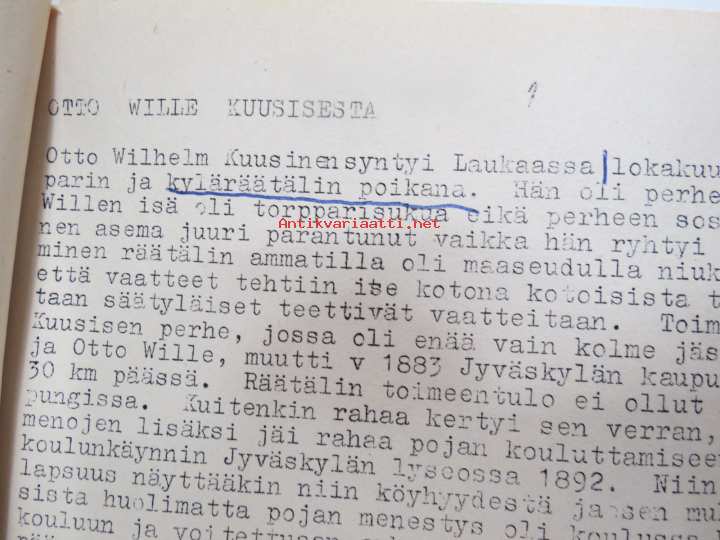 OTTO WILLE KUUSISESTA
Otto Wilhelm Kuusinensyntyi Laukaassa lokakuu
parin ja kyläräätälin poikana. Hän oli perhe
Antikvariaatti.net
Willen isä oli torpparisukua eikä perheen sos
nen asema juuri parantunut vaikka hän ryhtyi
minen räätälin ammatilla oli maaseudulla niuk
että vaatteet tehtiin itse kotona kotoisista t
taan säätyläiset teettivät vaatteitaan. Toim
Kuusisen perhe, jossa oli enää vain kolme jäs
ja Otto Wille, muutti v 1883 Jyväskylän kaupu
30 km päässä. Räätälin toimeentulo ei ollut
pungissa. Kuitenkin rahaa kertyi sen verran,
menojen lisäksi jäi rahaa pojan kouluttamisee
koulunkäynnin Jyväskylän lyseossa 1892. Niin
lapsuus näyttääkin niin köyhyydestä ja
sista huolimatta pojan menestys oli koulussa
kouluun ja